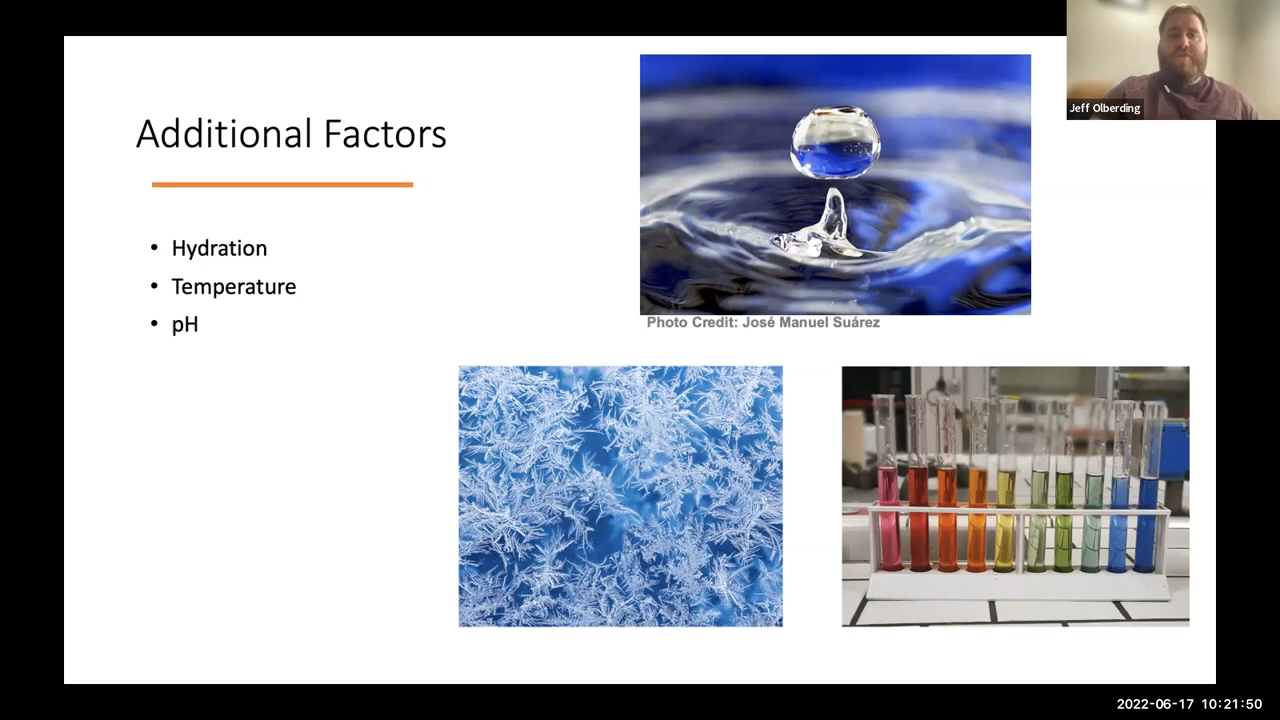 Additional Factors
• Hydration
• Temperature
• pH
Photo Credit: José Manuel Suárez
Jeff Olberding
2022-06-17 10:21:50